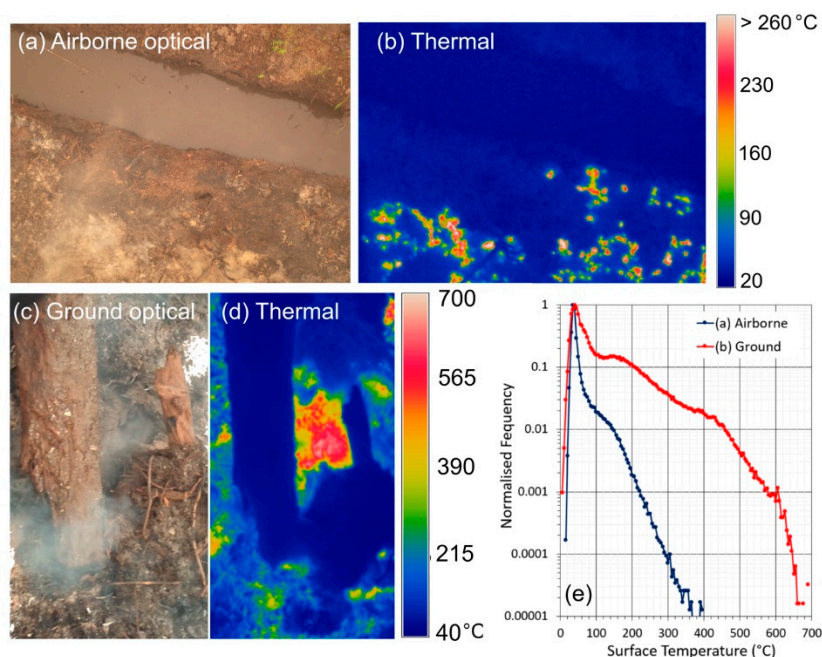 (a) Airborne optical
(b) Thermal
> 260 °C
230
160
90
20
(c) Ground optical
(d) Thermal
700
565
390
215
40°C
Normalised Fequency
1
0.1
0.01
0.001
0.0001
0.00001
(a) Airborne
(b) Ground
(e)
0 100 200 300 400 500 600 700
Surface Temperature (°C)